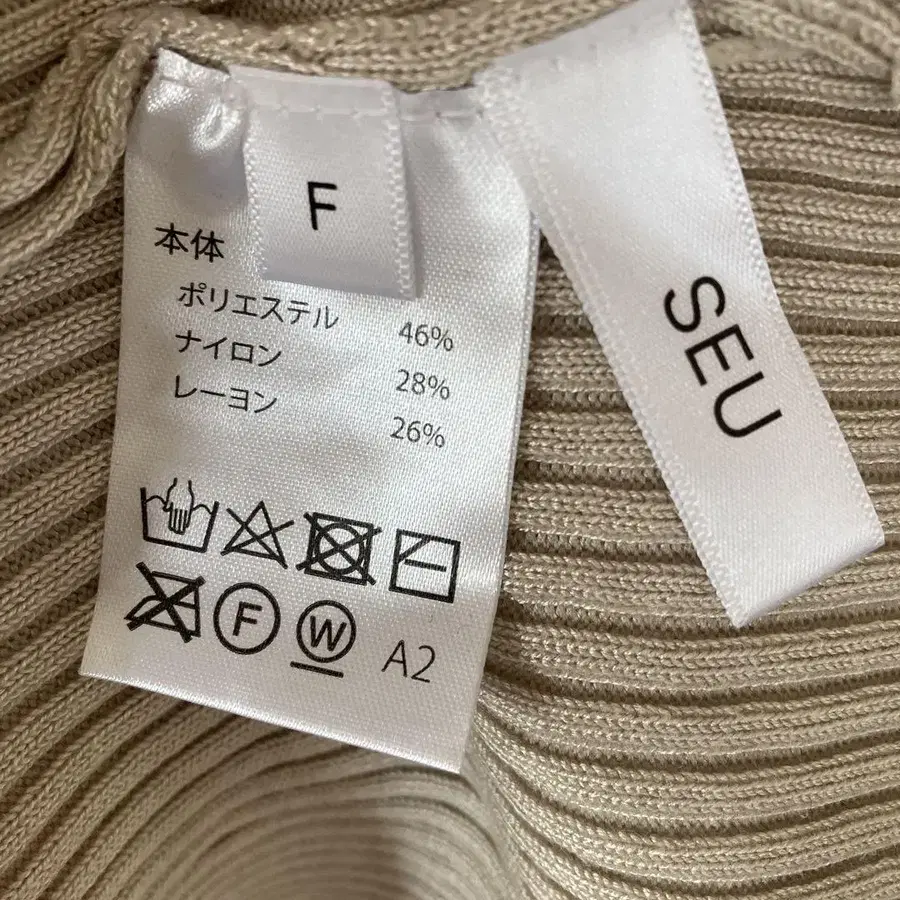 F
本体
ポリエステル 46%
ナイロン 28%
レーヨン 26%
F W A2
SEU